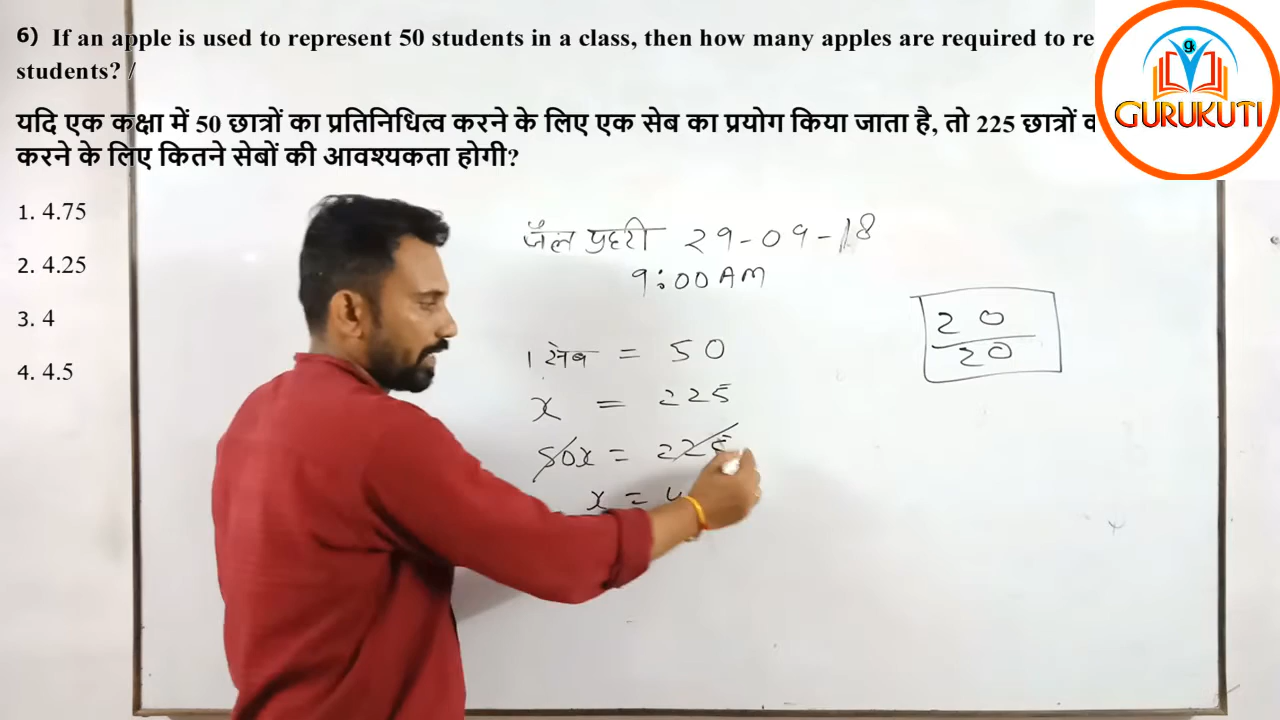 6) If an apple is used to represent 50 students in a class, then how many apples are required to re
students? /
यदि एक कक्षा में 50 छात्रों का प्रतिनिधित्व करने के लिए एक सेब का प्रयोग किया जाता है, तो 225 छात्रों
करने के लिए कितने सेबों की आवश्यकता होगी?
1. 4.75
2. 4.25
3. 4
4. 4.5
gk
GURUKUTI
जेल प्रहरी 29-09-18
9:00AM
1 सेब = 50
x = 225
50x = 225
x = 4
20
20